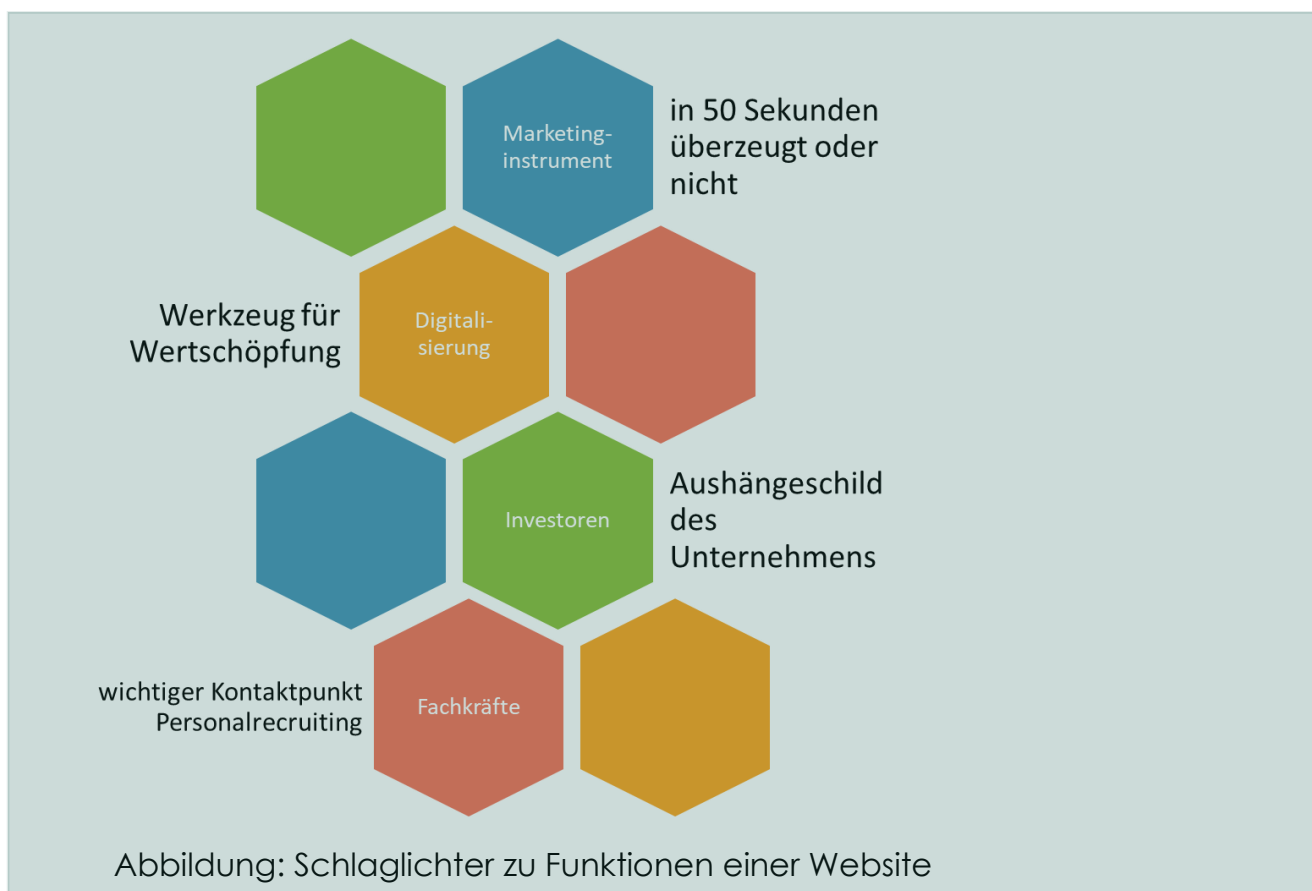 Marketing-
instrument
in 50 Sekunden
überzeugt oder
nicht
Werkzeug für
Wertschöpfung
Digitali-
sierung
Investoren
Aushängeschild
des
Unternehmens
wichtiger Kontaktpunkt
Personalrecruiting
Fachkräfte
Abbildung: Schlaglichter zu Funktionen einer Website